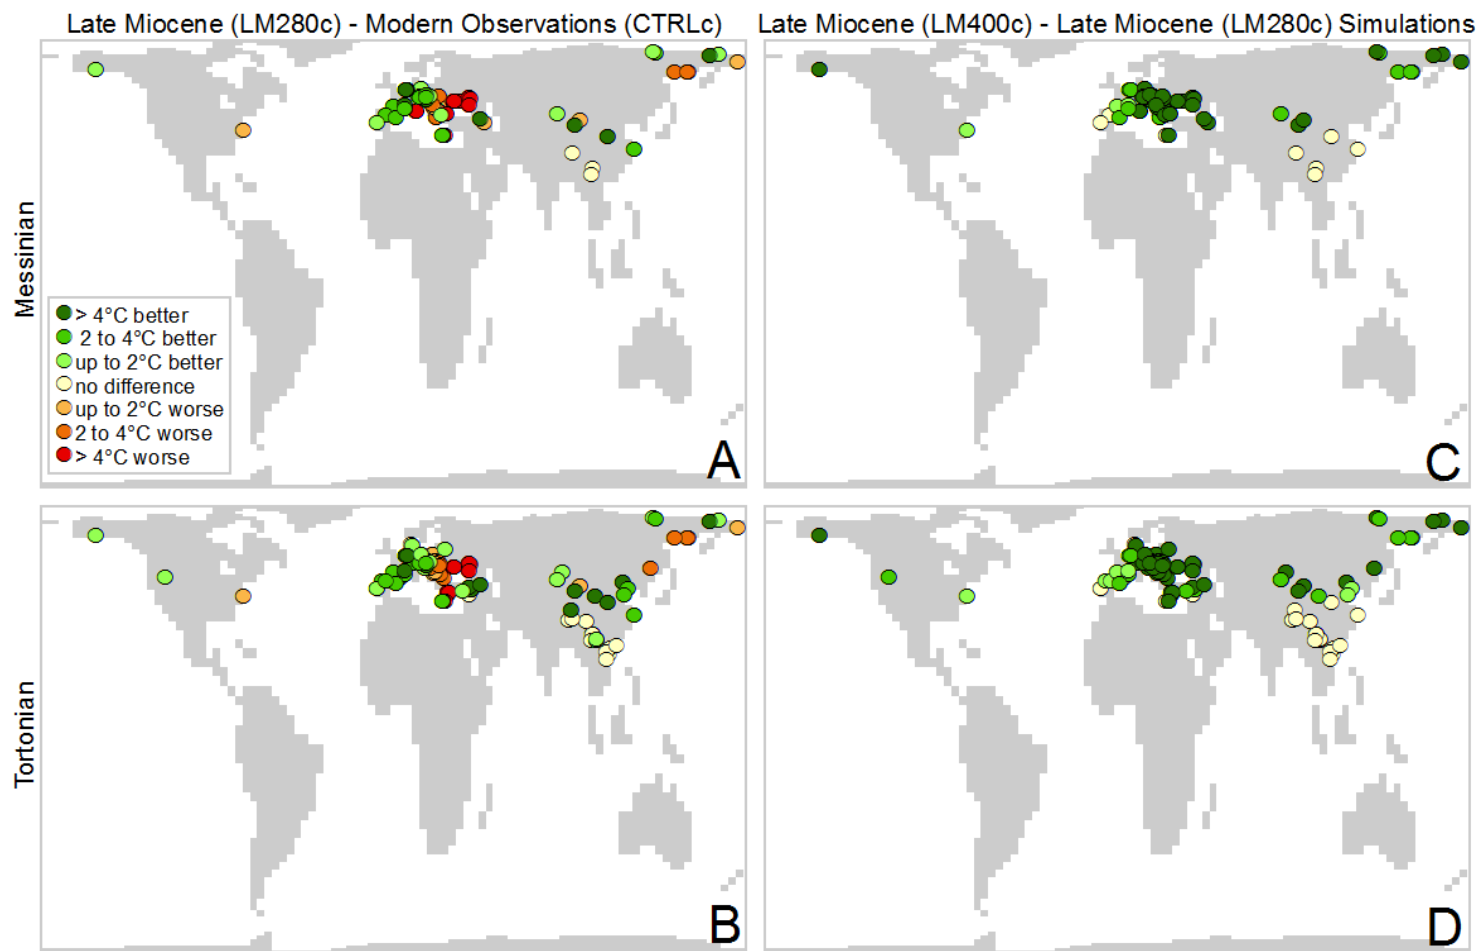 Late Miocene (LM280c) - Modern Observations (CTRLc)
Late Miocene (LM400c) - Late Miocene (LM280c) Simulations
Messinian
> 4°C better
2 to 4°C better
up to 2°C better
no difference
up to 2°C worse
2 to 4°C worse
> 4°C worse
A
C
Tortonian
B
D